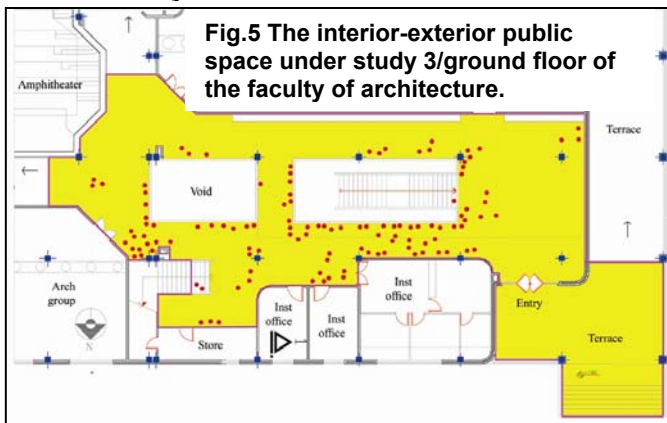 Fig.5 The interior-exterior public
space under study 3/ground floor of
the faculty of architecture.
Amphitheater
Terrace
Void
Arch
group
N
Inst
office
Inst
office
Inst
office
Store
Entry
Terrace